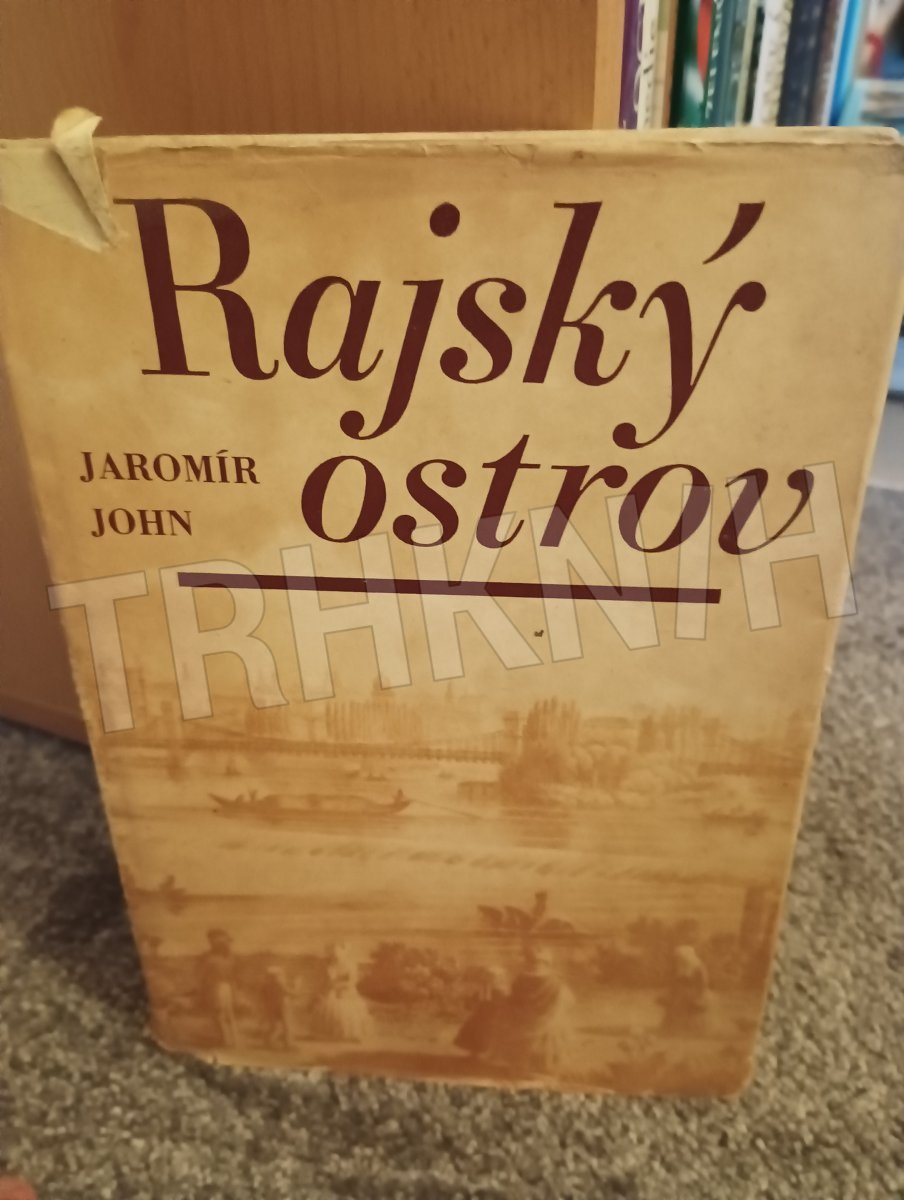 Rajský
ostrov
JAROMÍR
JOHN
TRHKNIH